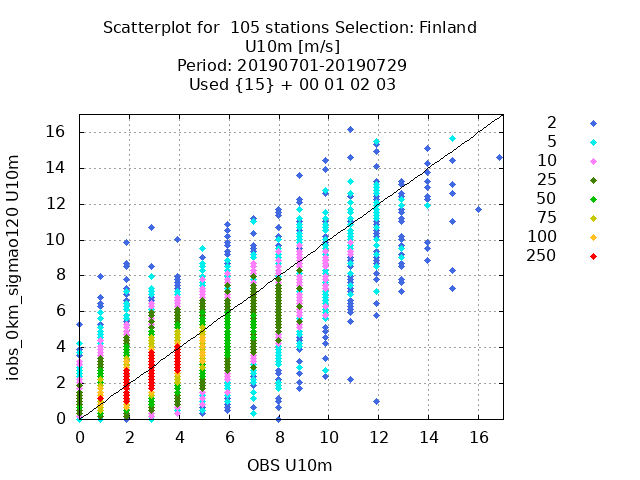 Scatterplot for  105 stations Selection: Finland
U10m [m/s]
Period: 20190701-20190729
Used {15} + 00 01 02 03
iobs_0km_sigmao120 U10m
16
14
12
10
8
6
4
2
0
0 2 4 6 8 10 12 14 16
OBS U10m
2
5
10
25
50
75
100
250